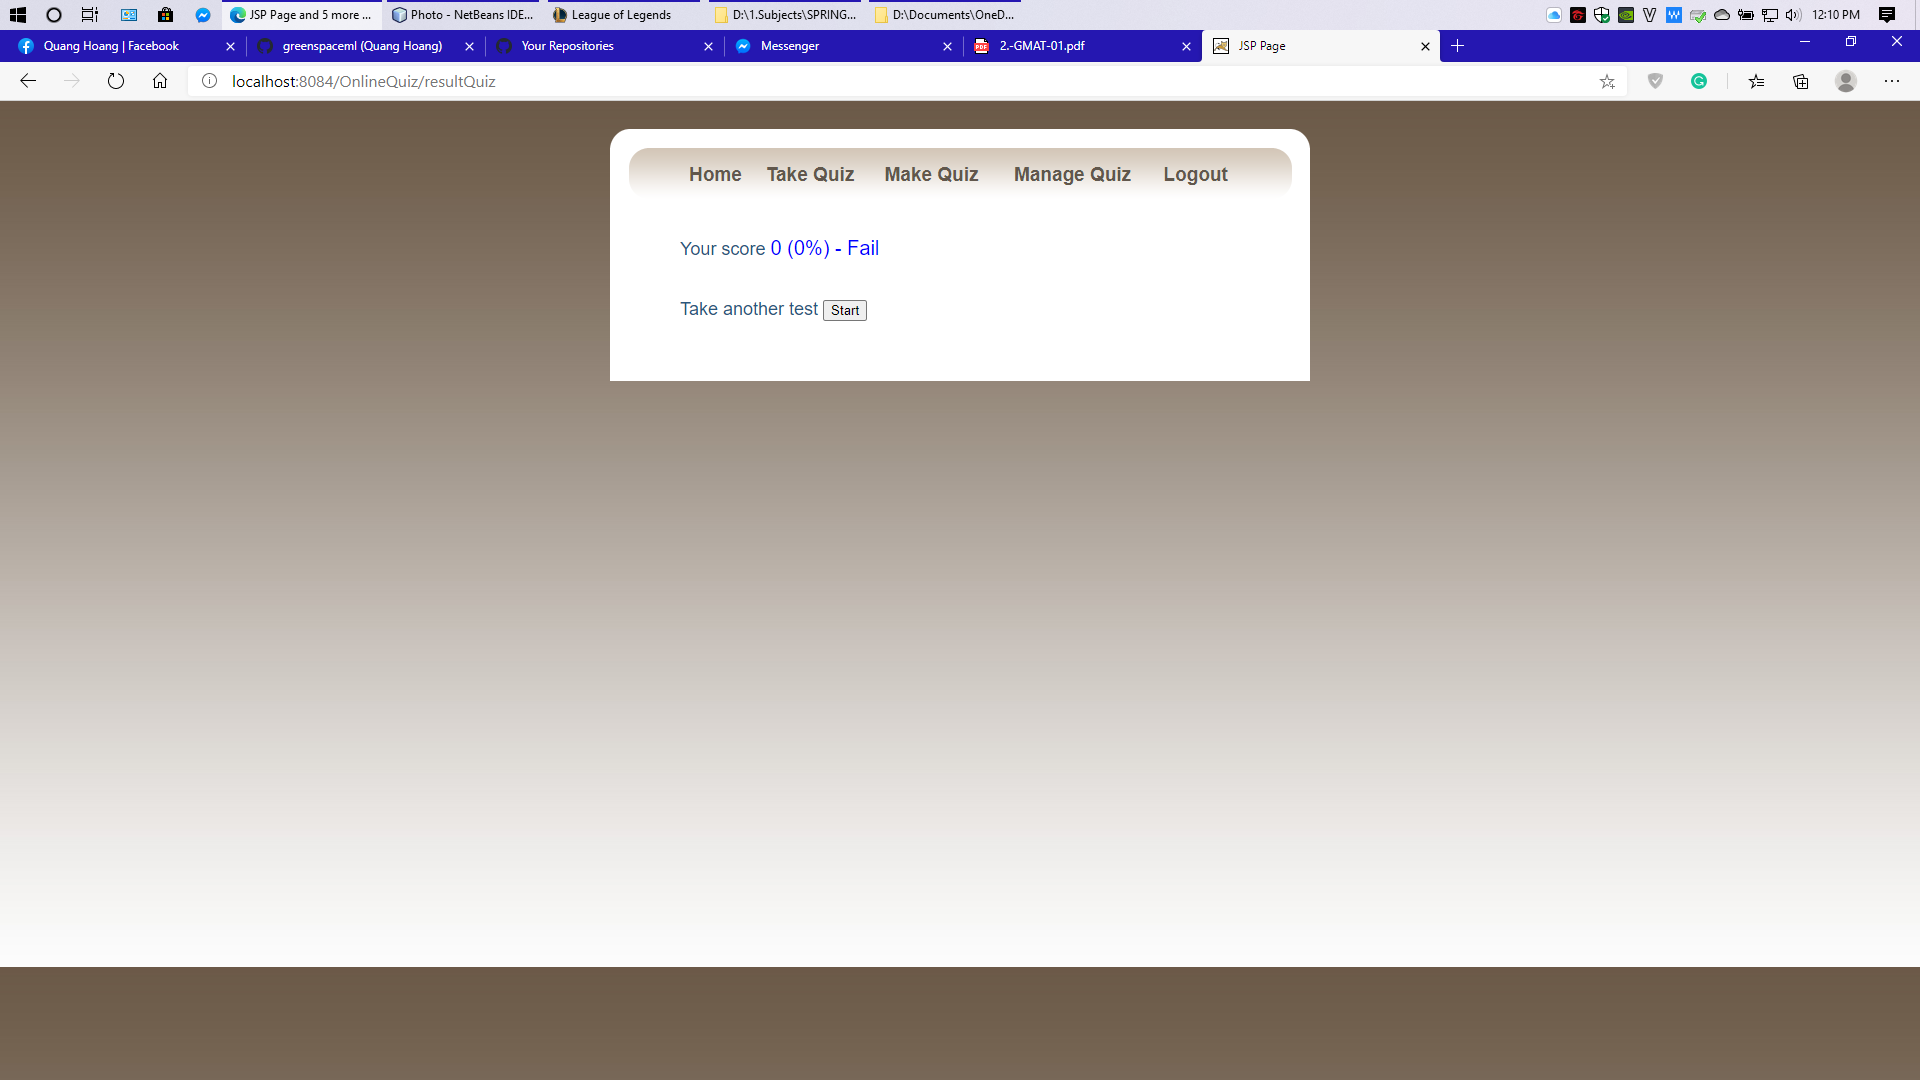 JSP Page and 5 more ... Photo - NetBeans IDE... League of Legends D:\1.Subjects\SPRING... D:\Documents\OneD... 12:10 PM
Quang Hoang | Facebook greenspaceml (Quang Hoang) Your Repositories Messenger 2.-GMAT-01.pdf JSP Page
localhost:8084/OnlineQuiz/resultQuiz
Home Take Quiz Make Quiz Manage Quiz Logout
Your score 0 (0%) - Fail
Take another test Start